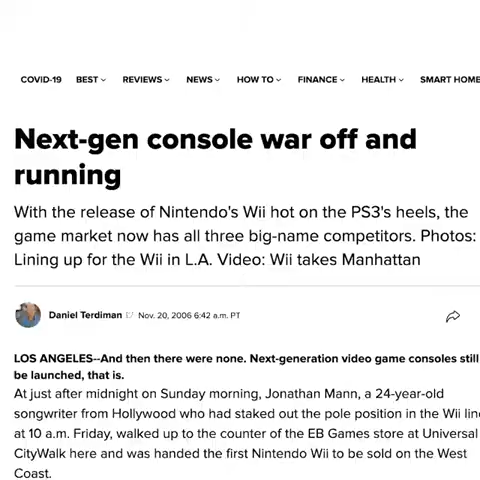 COVID-19 BEST REVIEWS NEWS HOW TO FINANCE HEALTH SMART HOME
Next-gen console war off and
running
With the release of Nintendo's Wii hot on the PS3's heels, the
game market now has all three big-name competitors. Photos:
Lining up for the Wii in L.A. Video: Wii takes Manhattan
Daniel Terdiman Nov. 20, 2006 6:42 a.m. PT
LOS ANGELES--And then there were none. Next-generation video game consoles still
be launched, that is.
At just after midnight on Sunday morning, Jonathan Mann, a 24-year-old
songwriter from Hollywood who had staked out the pole position in the Wii line
at 10 a.m. Friday, walked up to the counter of the EB Games store at Universal
CityWalk here and was handed the first Nintendo Wii to be sold on the West
Coast.